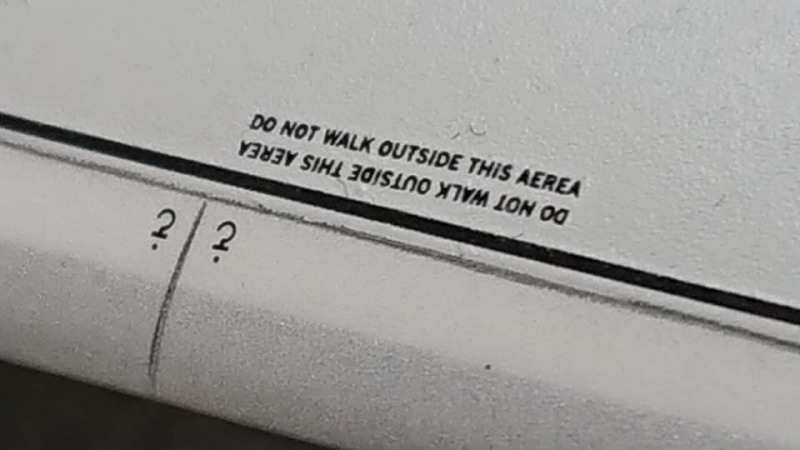 DO NOT WALK OUTSIDE THIS AEREA
DO NOT WALK OUTSIDE THIS AEREA
? ?